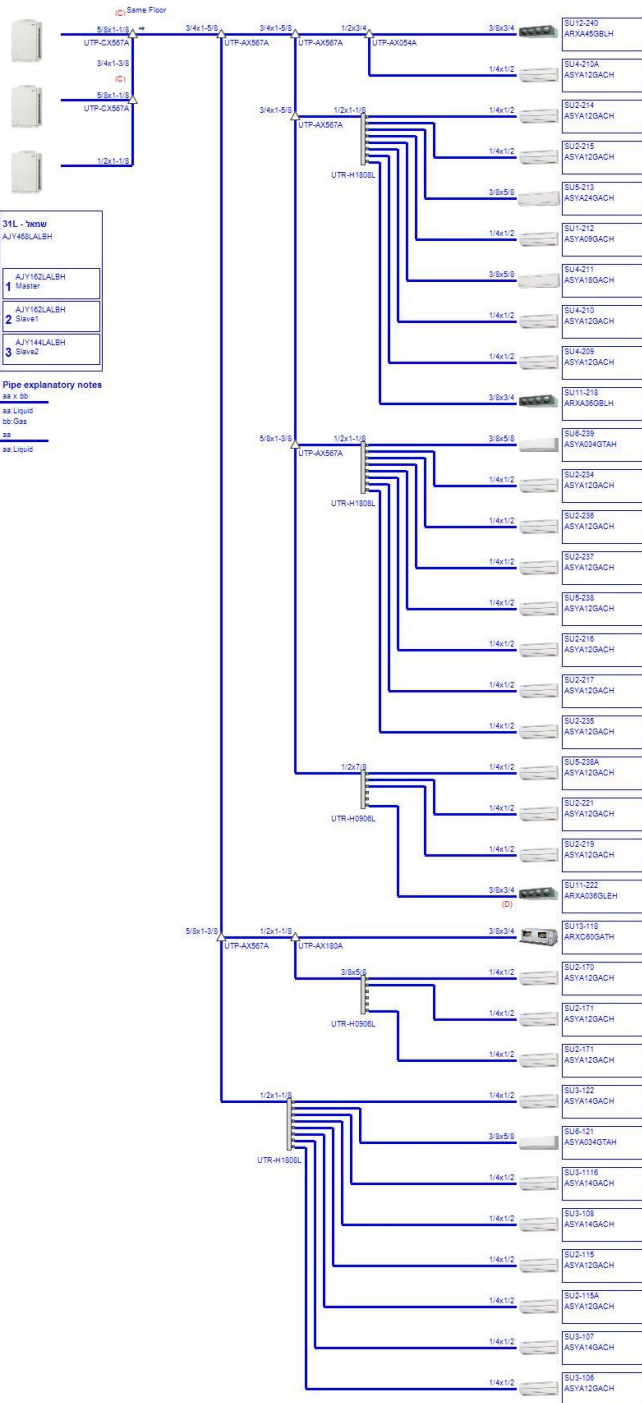 (C) Same Floor
5/8x1-1/8
UTP-CX567A
3/4x1-5/8
UTP-AX567A
3/4x1-5/8
UTP-AX567A
1/2x3/4
UTP-AX054A
3/8x3/4
SU12-240
ARXA45GBLH
3/4x1-3/8
1/4x1/2
SU4-210A
ASYA12GACH
(C)
5/8x1-1/8
UTP-CX567A
1/2x1-1/8
3/4x1-5/8
UTP-AX567A
1/2x1-1/8
UTR-H1808L
1/4x1/2
SU2-214
ASYA12GACH
1/4x1/2
SU2-215
ASYA12GACH
3/8x5/8
SU5-213
ASYA24GACH
1/4x1/2
SU1-212
ASYA09GACH
3/8x5/8
SU4-211
ASYA18GACH
1/4x1/2
SU4-210
ASYA12GACH
1/4x1/2
SU4-209
ASYA12GACH
3/8x3/4
SU11-218
ARXA36GBLH
31L - שמאל
AJY468LALBH
1 AJY162LALBH
Master
2 AJY162LALBH
Slave1
3 AJY144LALBH
Slave2
Pipe explanatory notes
aa x bb
aa:Liquid
bb:Gas
aa
aa:Liquid
5/8x1-3/8
UTP-AX567A
1/2x1-1/8
UTR-H1808L
3/8x5/8
SU6-239
ASYA034GTAH
1/4x1/2
SU2-234
ASYA12GACH
1/4x1/2
SU2-236
ASYA12GACH
1/4x1/2
SU2-237
ASYA12GACH
1/4x1/2
SU5-238
ASYA12GACH
1/4x1/2
SU2-216
ASYA12GACH
1/4x1/2
SU2-217
ASYA12GACH
1/4x1/2
SU2-235
ASYA12GACH
1/2x7/8
UTR-H0906L
1/4x1/2
SU5-238A
ASYA12GACH
1/4x1/2
SU2-221
ASYA12GACH
1/4x1/2
SU2-219
ASYA12GACH
3/8x3/4
(D)
SU11-222
ARXA036GLEH
5/8x1-3/8
UTP-AX567A
1/2x1-1/8
UTP-AX180A
3/8x3/4
SU13-118
ARXC60GATH
3/8x5/8
UTR-H0906L
1/4x1/2
SU2-170
ASYA12GACH
1/4x1/2
SU2-171
ASYA12GACH
1/4x1/2
SU2-171
ASYA12GACH
1/2x1-1/8
UTR-H1808L
1/4x1/2
SU3-122
ASYA14GACH
3/8x5/8
SU6-121
ASYA034GTAH
1/4x1/2
SU3-1116
ASYA14GACH
1/4x1/2
SU3-108
ASYA14GACH
1/4x1/2
SU2-115
ASYA12GACH
1/4x1/2
SU2-115A
ASYA12GACH
1/4x1/2
SU3-107
ASYA14GACH
1/4x1/2
SU3-106
ASYA12GACH